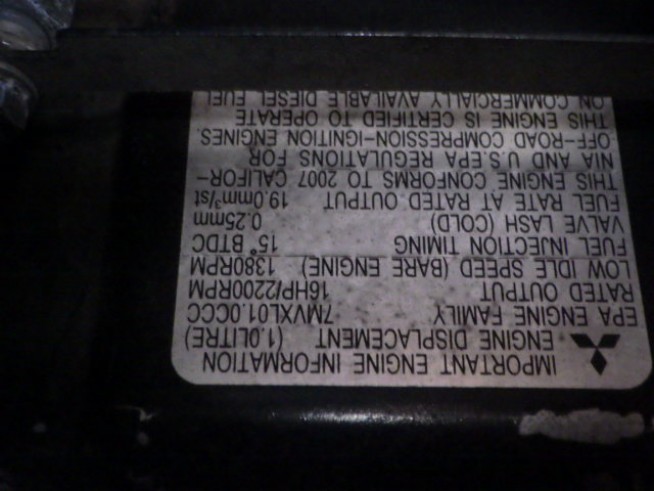 IMPORTANT ENGINE INFORMATION
ENGINE DISPLACEMENT (1.0LITRE)
EPA ENGINE FAMILY 7MVXL01.0CCC
RATED OUTPUT 16HP/2200RPM
LOW IDLE SPEED (BARE ENGINE) 1380RPM
FUEL INJECTION TIMING 15° BTDC
VALVE LASH (COLD) 0.25mm
FUEL RATE AT RATED OUTPUT 19.0mm³/st
THIS ENGINE CONFORMS TO 2007 CALIFOR-
NIA AND U.S.EPA REGULATIONS FOR
OFF-ROAD COMPRESSION-IGNITION ENGINES.
THIS ENGINE IS CERTIFIED TO OPERATE
ON COMMERCIALLY AVAILABLE DIESEL FUEL